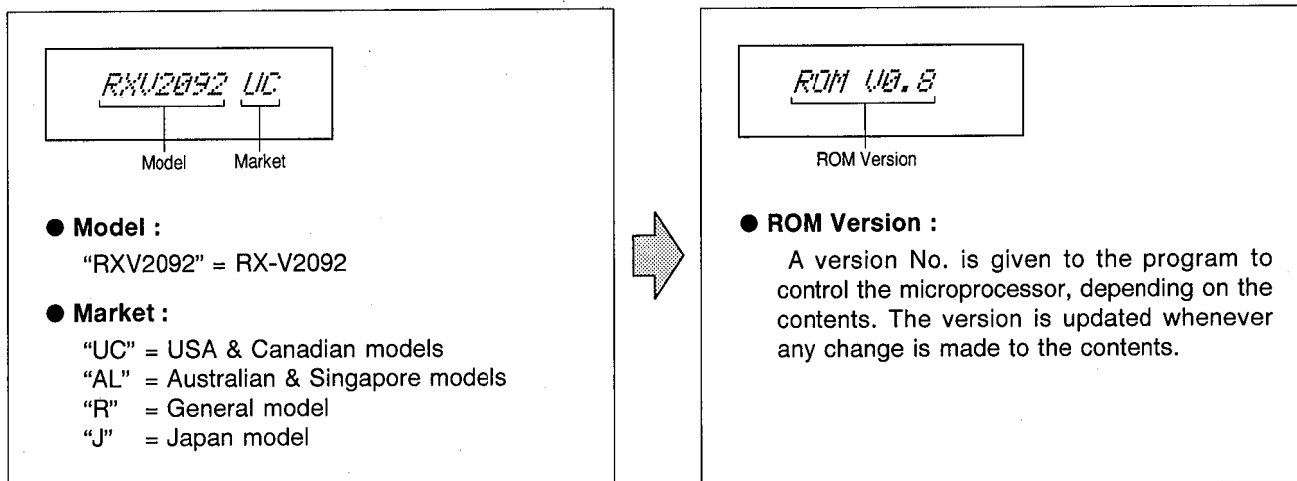 RXV2092 UC
Model Market
● Model :
“RXV2092” = RX-V2092
● Market :
“UC” = USA & Canadian models
“AL” = Australian & Singapore models
“R” = General model
“J” = Japan model
ROM V0.8
ROM Version
● ROM Version :
A version No. is given to the program to
control the microprocessor, depending on the
contents. The version is updated whenever
any change is made to the contents.